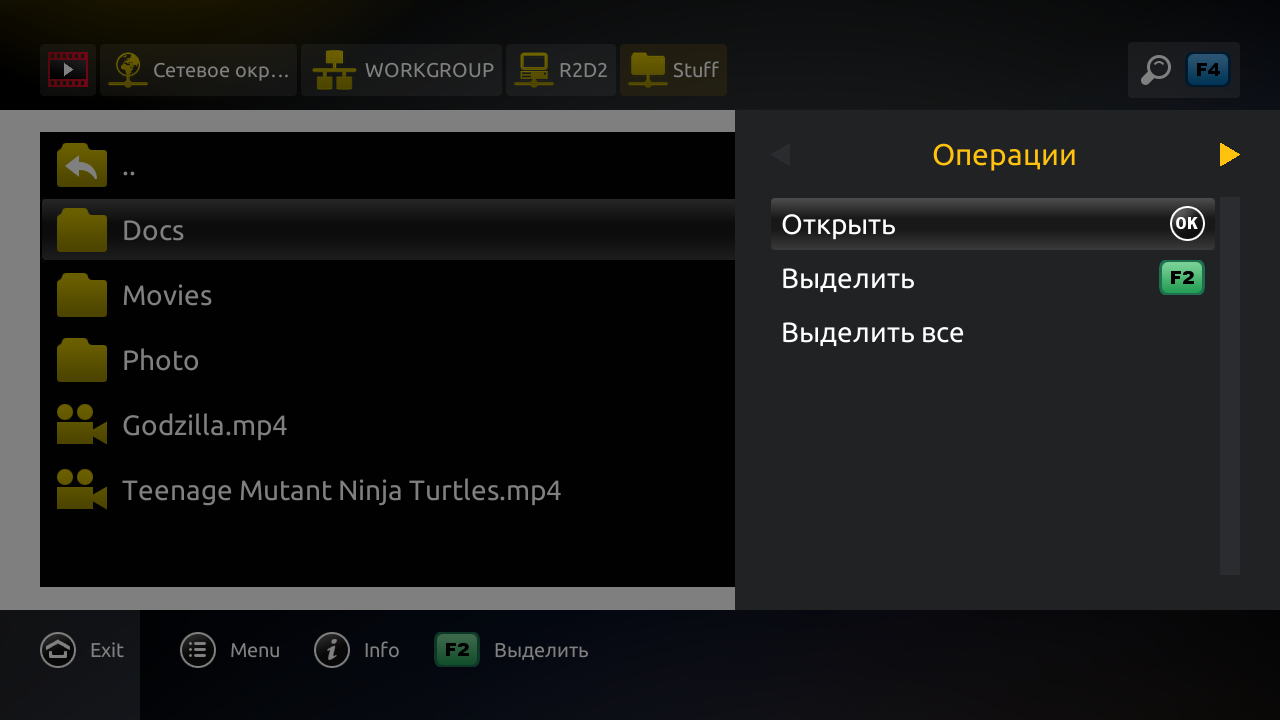 Сетевое окр... WORKGROUP R2D2 Stuff F4
..
Docs
Movies
Photo
Godzilla.mp4
Teenage Mutant Ninja Turtles.mp4
Операции
Открыть OK
Выделить F2
Выделить все
Exit Menu Info F2 Выделить